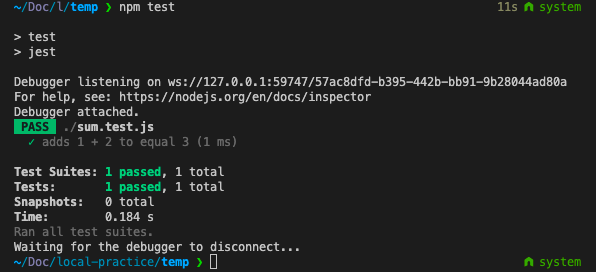 ~/Doc/l/temp ❯ npm test 11s system
> test
> jest
Debugger listening on ws://127.0.0.1:59747/57ac8dfd-b395-442b-bb91-9b28044ad80a
For help, see: https://nodejs.org/en/docs/inspector
Debugger attached.
PASS ./sum.test.js
✓ adds 1 + 2 to equal 3 (1 ms)
Test Suites: 1 passed, 1 total
Tests: 1 passed, 1 total
Snapshots: 0 total
Time: 0.184 s
Ran all test suites.
Waiting for the debugger to disconnect...
~/Doc/local-practice/temp ❯ system